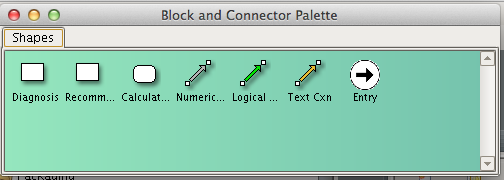 Block and Connector Palette
Shapes
Diagnosis Recomm... Calculat... Numeric... Logical ... Text Cxn Entry
Packaging